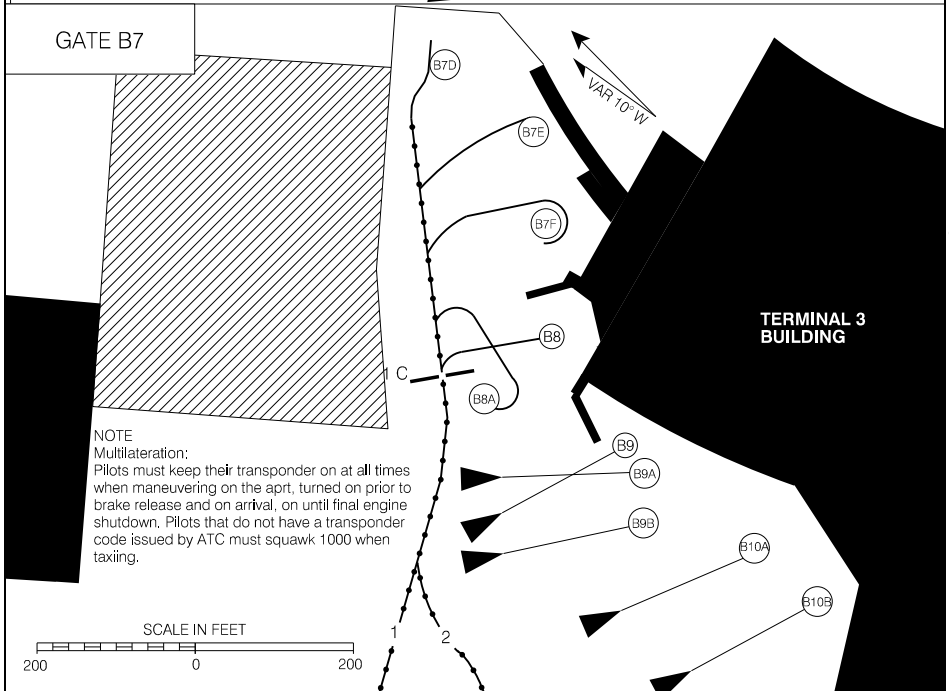 GATE B7
B7D
VAR 10° W
B7E
B7F
TERMINAL 3
BUILDING
B8
1 C
B8A
NOTE
Multilateration:
Pilots must keep their transponder on at all times
when maneuvering on the aprt, turned on prior to
brake release and on arrival, on until final engine
shutdown. Pilots that do not have a transponder
code issued by ATC must squawk 1000 when
taxiing.
B9
B9A
B9B
B10A
B10B
SCALE IN FEET
200
0
200
1
2